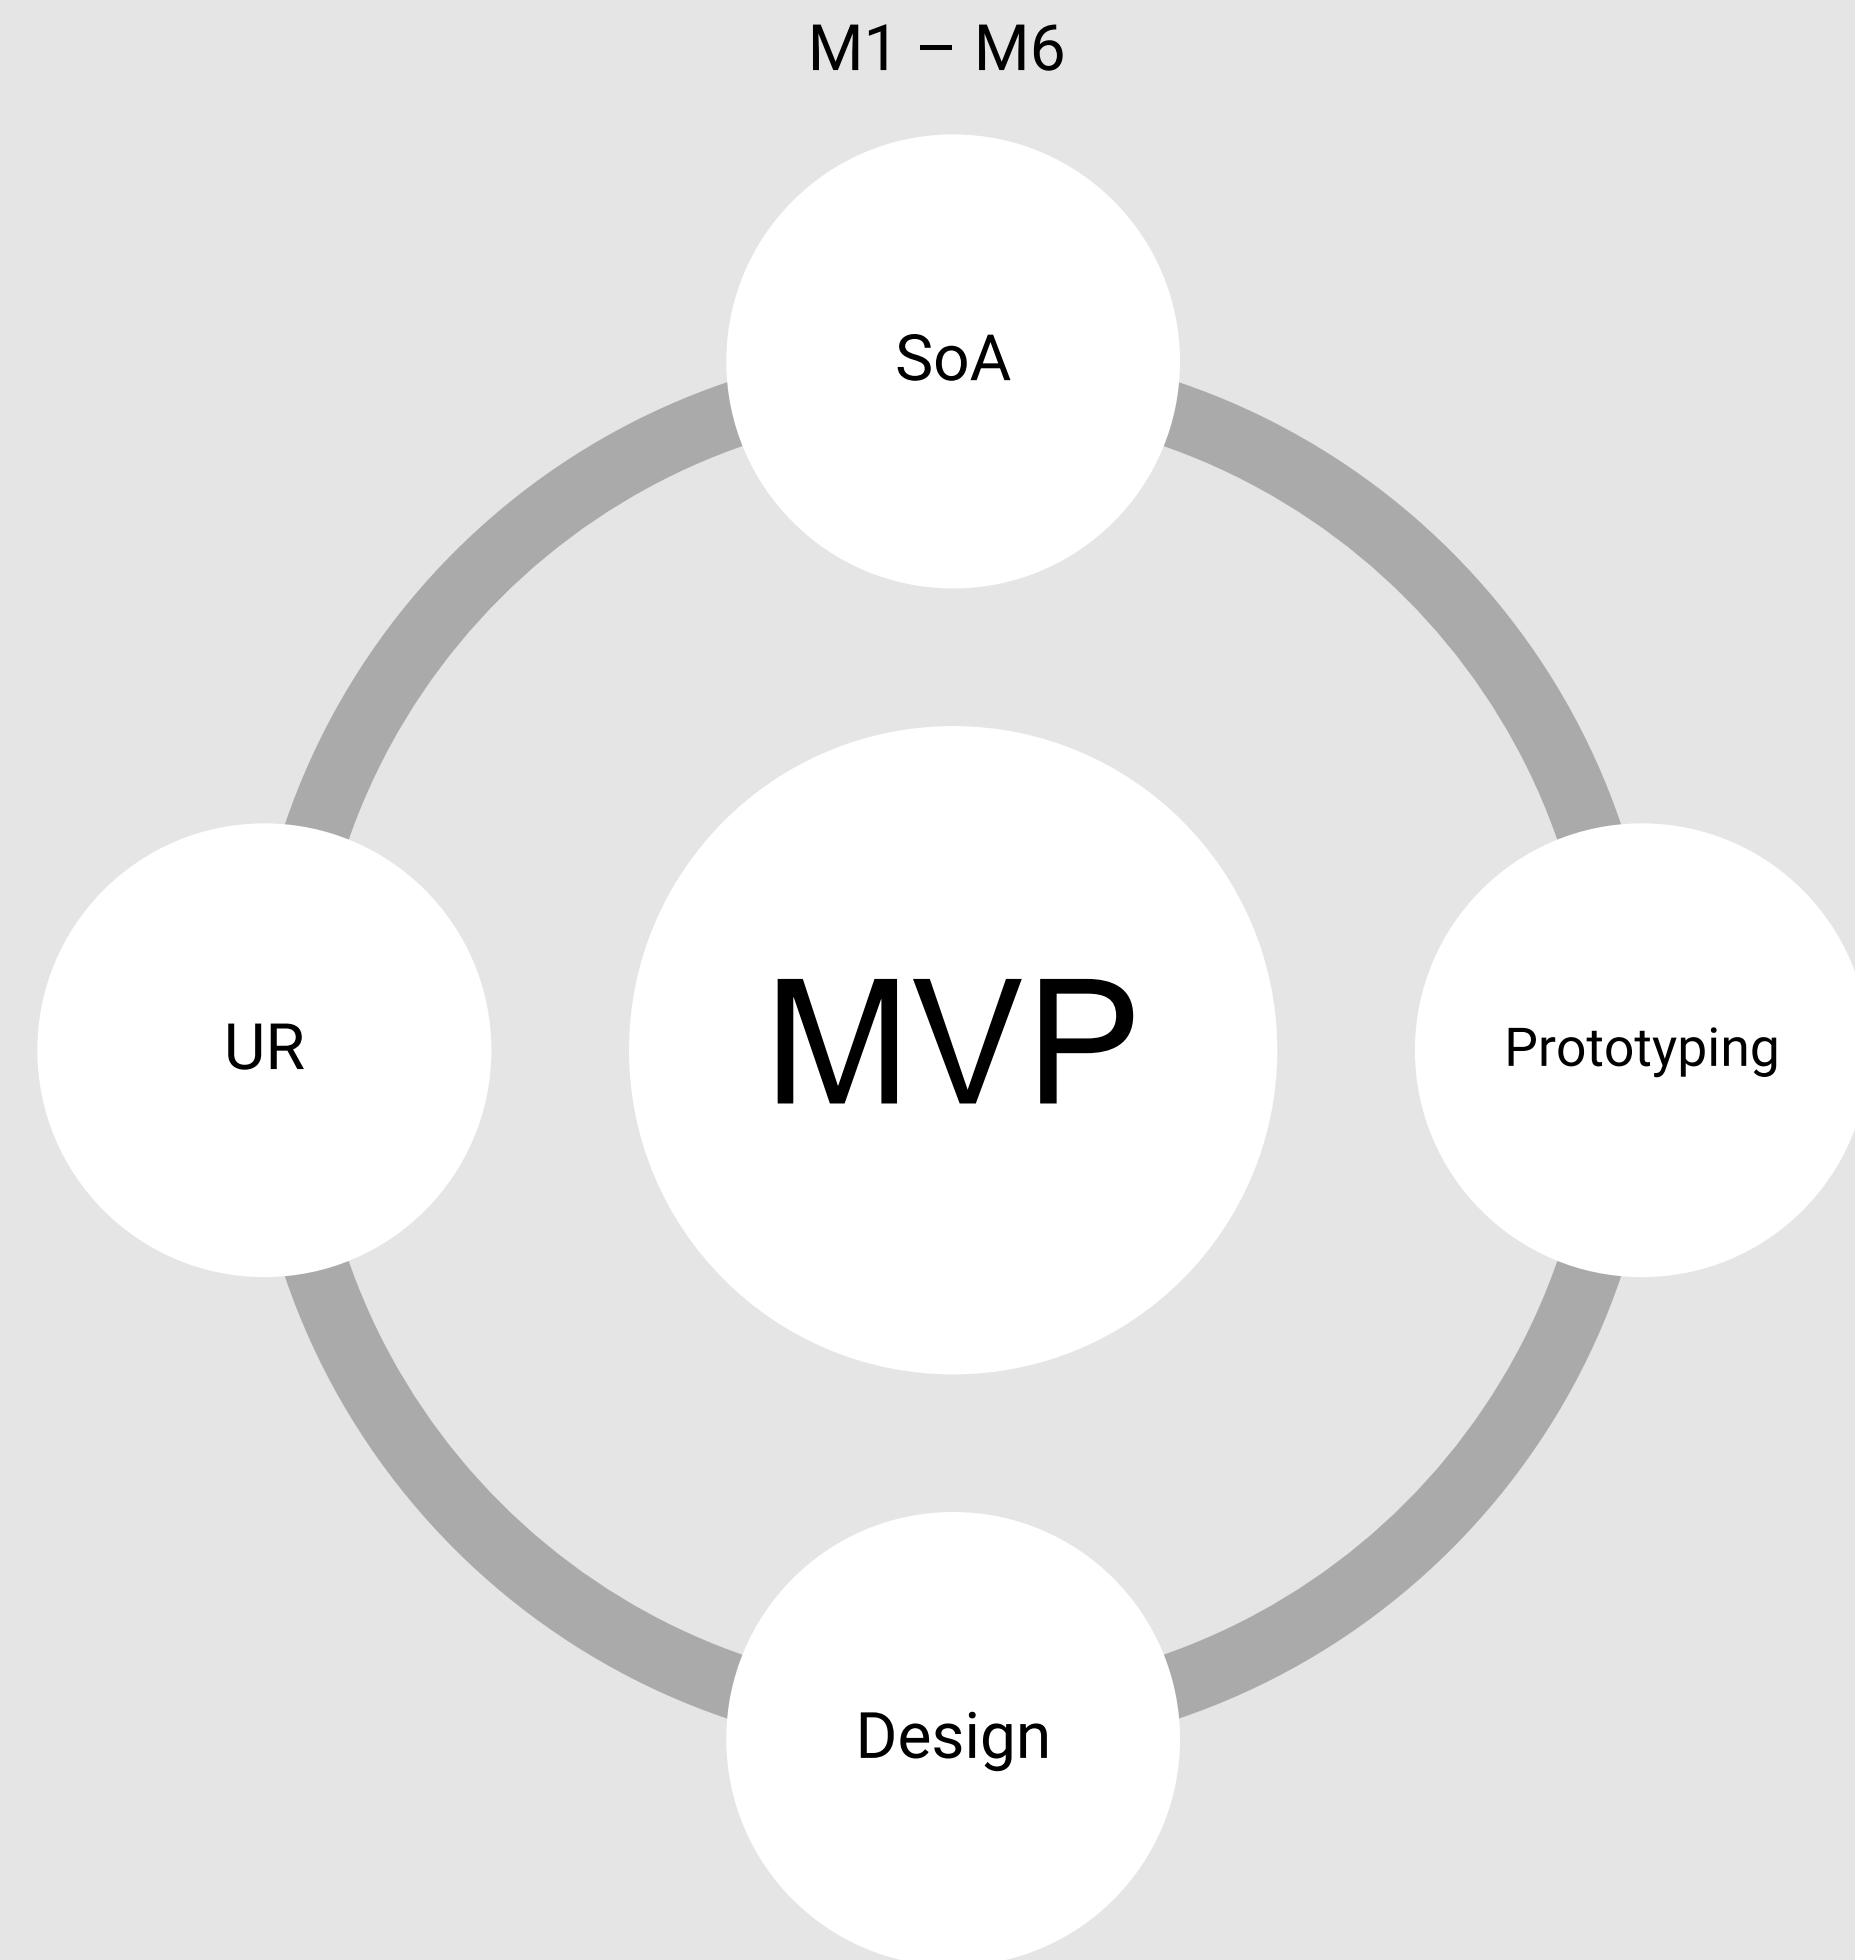 M1 – M6
SoA
UR
MVP
Prototyping
Design